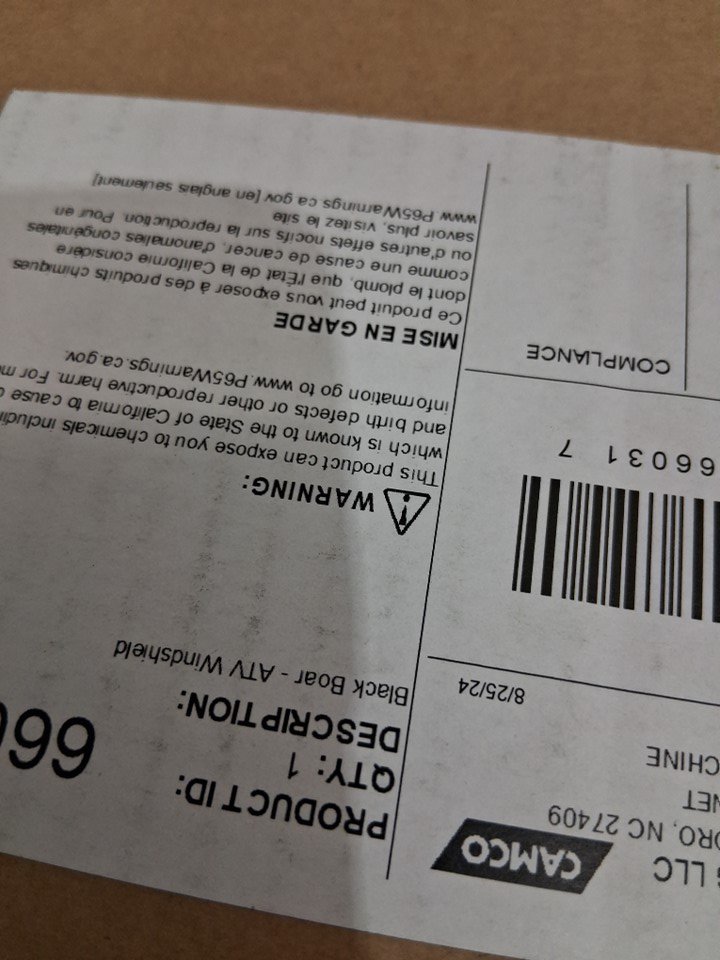 G LLC
CAMCO
ORO, NC 27409
NET
CHINE
8/25/24
66031 7
COMPLIANCE
PRODUCT ID:
66
QTY: 1
DESCRIPTION:
Black Boar - ATV Windshield
WARNING:
This product can expose you to chemicals includin
which is known to the State of California to cause
and birth defects or other reproductive harm. For m
information go to www.P65Warnings.ca.gov.
MISE EN GARDE
Ce produit peut vous exposer à des produits chimiques
dont le plomb, que l'État de la Californie considère
comme une cause de cancer, d'anomalies congénitales
ou d'autres effets nocifs sur la reproduction. Pour en
savoir plus, visitez le site
www P65Warnings ca gov [en anglais seulement]